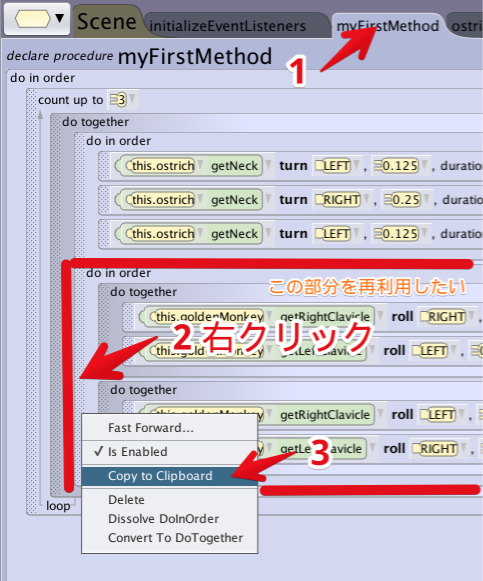 Scene initializeEventListeners myFirstMethod ostri
1
declare procedure myFirstMethod
do in order
count up to 3
do together
do in order
this.ostrich getNeck turn LEFT , 0.125 , duration
this.ostrich getNeck turn RIGHT , 0.25 , duration
this.ostrich getNeck turn LEFT , 0.125 , duration
do in order
この部分を再利用したい
do together
this.goldenMonkey getRightClavicle roll RIGHT ,
2 右クリック
this.goldenMonkey getLeftClavicle roll LEFT ,
do together
getRightClavicle roll LEFT ,
getLeftClavicle roll RIGHT ,
3
Fast Forward...
✓ Is Enabled
Copy to Clipboard
Delete
Dissolve DoInOrder
Convert To DoTogether
loop